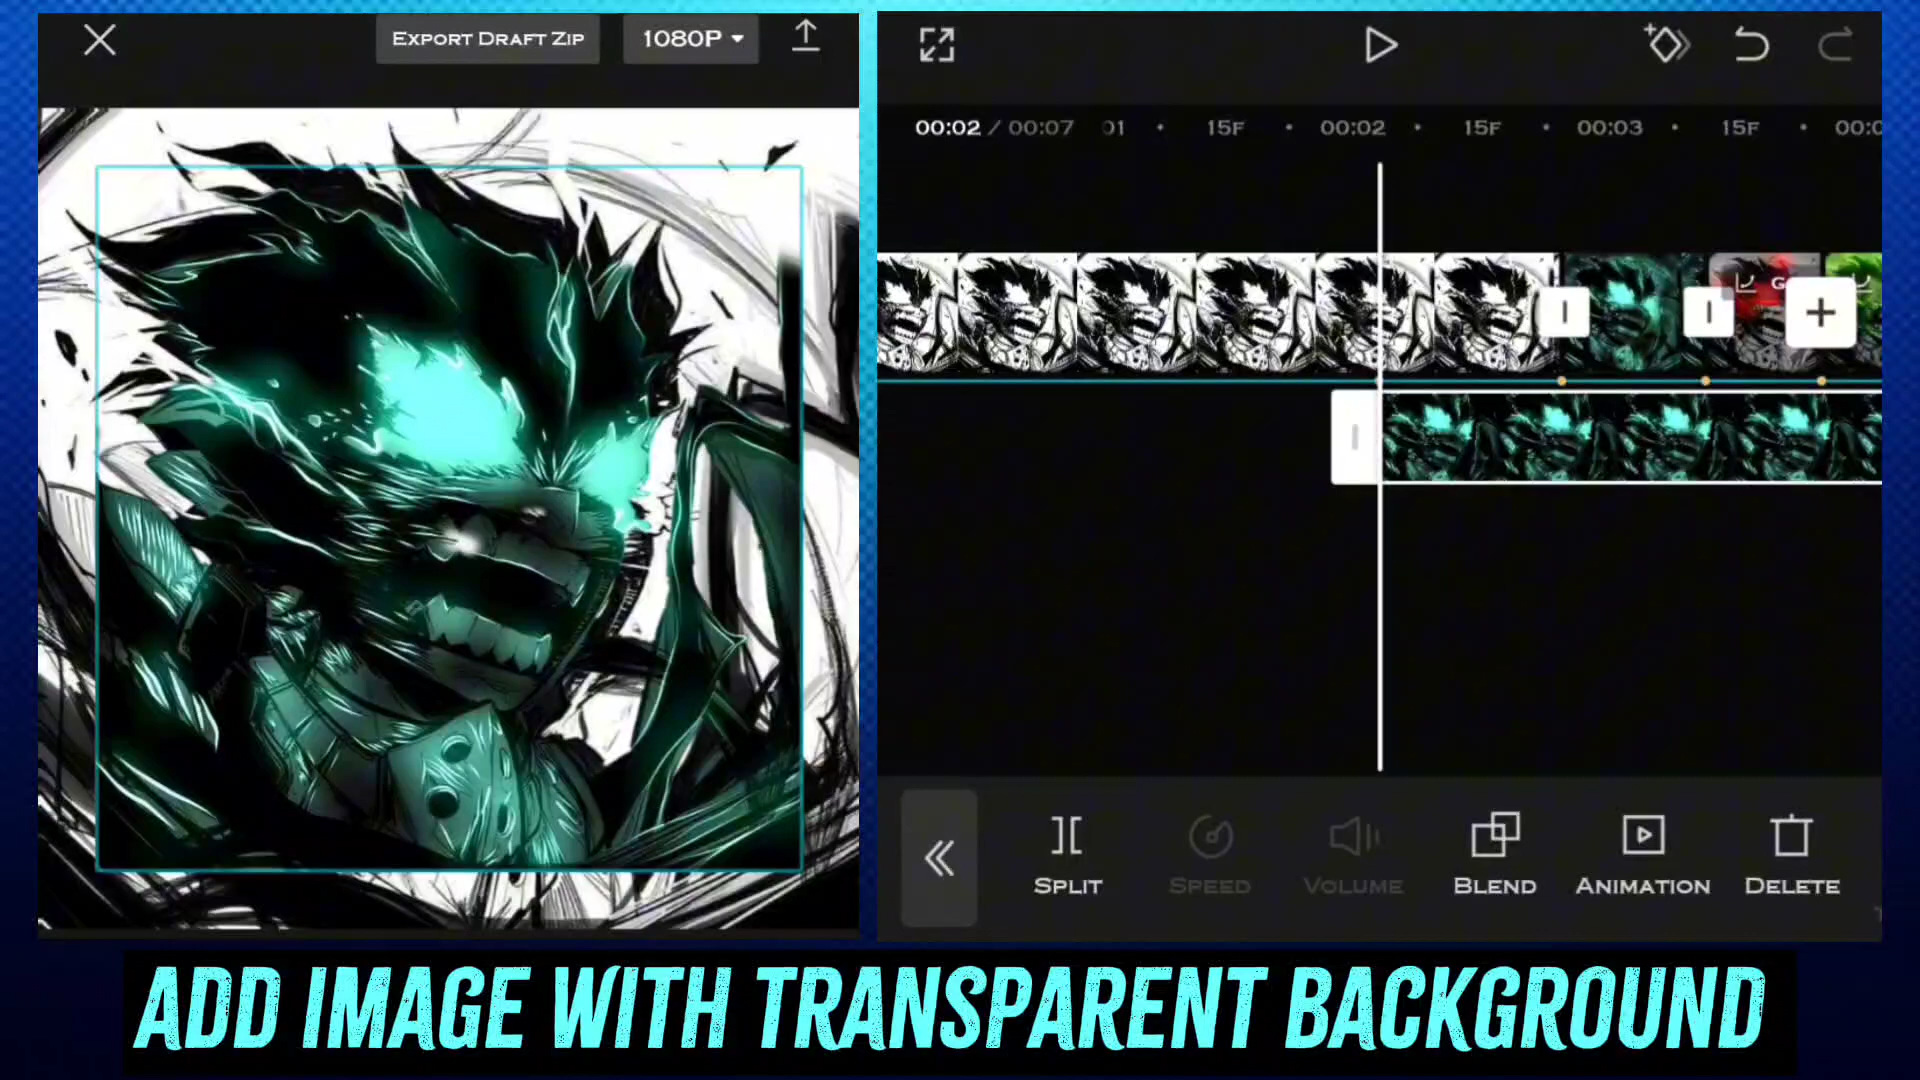 EXPORT DRAFT ZIP
1080P
00:02 / 00:07
01 15F 00:02 15F 00:03 15F
G
SPLIT
SPEED
VOLUME
BLEND
ANIMATION
DELETE
ADD IMAGE WITH TRANSPARENT BACKGROUND